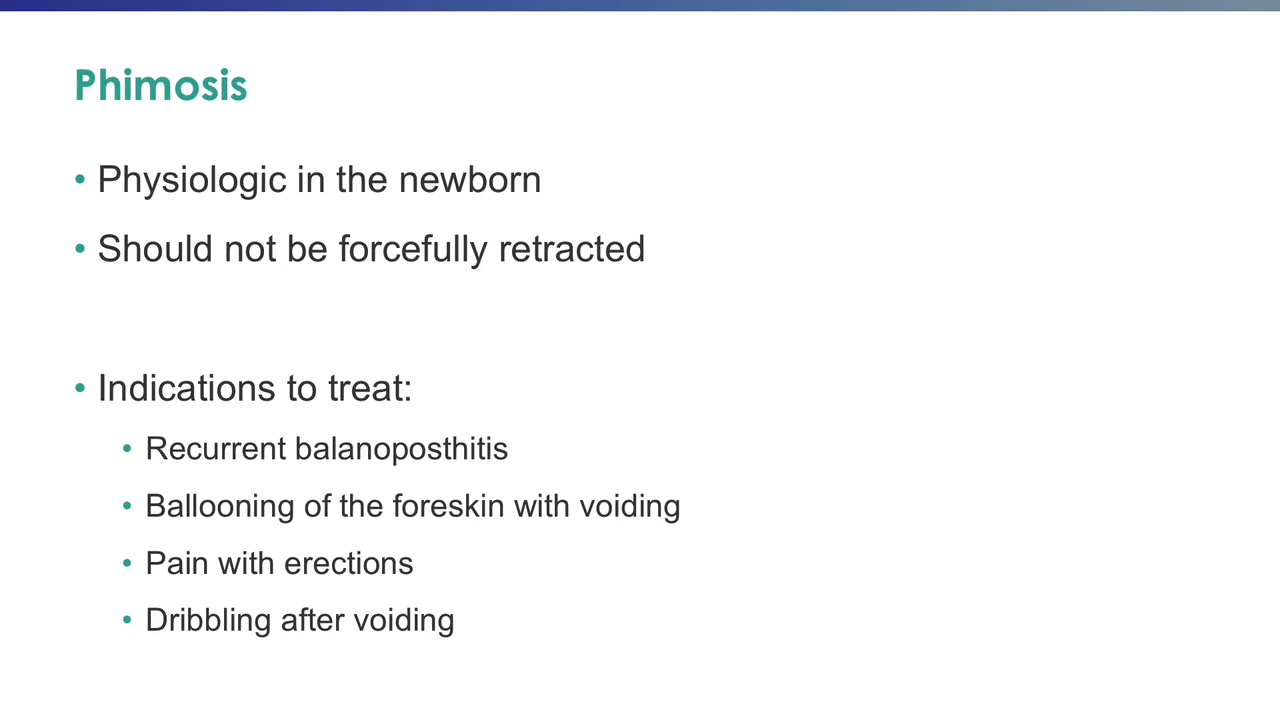 Phimosis
• Physiologic in the newborn
• Should not be forcefully retracted
• Indications to treat:
• Recurrent balanoposthitis
• Ballooning of the foreskin with voiding
• Pain with erections
• Dribbling after voiding